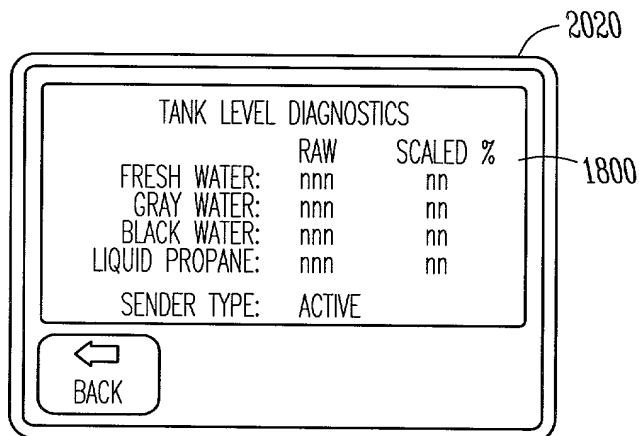 2020
TANK LEVEL DIAGNOSTICS
RAW SCALED %
1800
FRESH WATER: nnn nn
GRAY WATER: nnn nn
BLACK WATER: nnn nn
LIQUID PROPANE: nnn nn
SENDER TYPE: ACTIVE
BACK